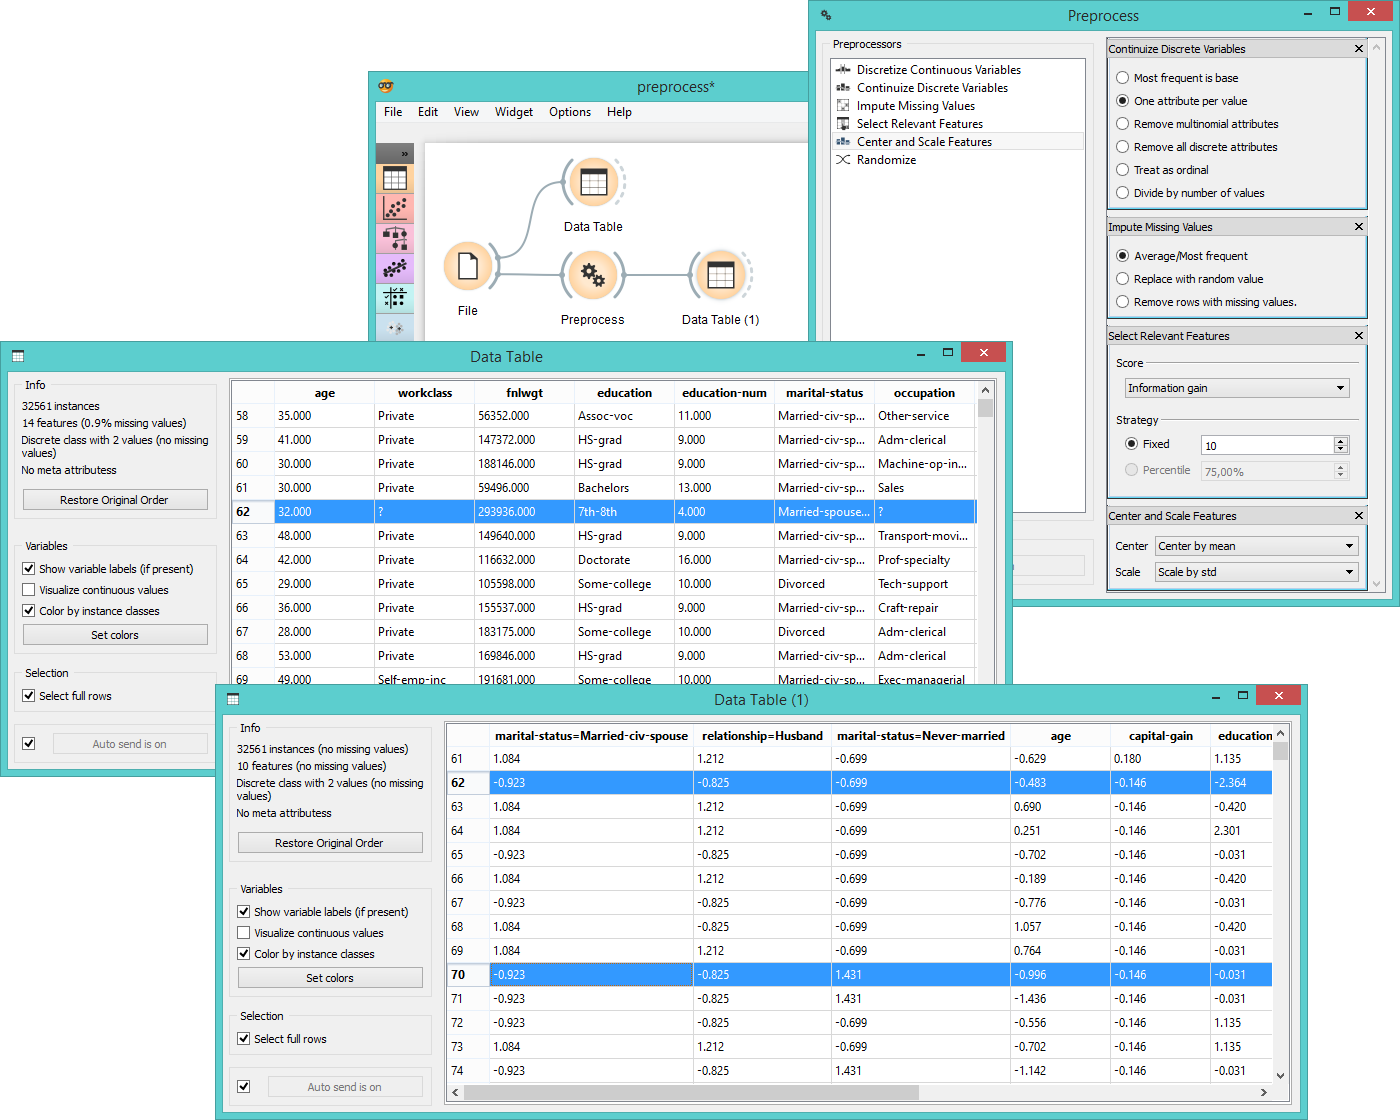 Preprocess
Preprocessors
Discretize Continuous Variables
Continuize Discrete Variables
Impute Missing Values
Select Relevant Features
Center and Scale Features
Randomize
Continuize Discrete Variables
Most frequent is base
One attribute per value
Remove multinomial attributes
Remove all discrete attributes
Treat as ordinal
Divide by number of values
Impute Missing Values
Average/Most frequent
Replace with random value
Remove rows with missing values.
Select Relevant Features
Score
Information gain
Strategy
Fixed 10
Percentile 75,00%
Center and Scale Features
Center Center by mean
Scale Scale by std
preprocess*
File Edit View Widget Options Help
»
Data Table
File
Preprocess
Data Table (1)
Data Table
Info
32561 instances
14 features (0.9% missing values)
Discrete class with 2 values (no missing
values)
No meta attributess
Restore Original Order
Variables
Show variable labels (if present)
Visualize continuous values
Color by instance classes
Set colors
Selection
Select full rows
Auto send is on
age workclass fnlwgt education education-num marital-status occupation
58 35.000 Private 56352.000 Assoc-voc 11.000 Married-civ-sp... Other-service
59 41.000 Private 147372.000 HS-grad 9.000 Married-civ-sp... Adm-clerical
60 30.000 Private 188146.000 HS-grad 9.000 Married-civ-sp... Machine-op-in...
61 30.000 Private 59496.000 Bachelors 13.000 Married-civ-sp... Sales
62 32.000 ? 293936.000 7th-8th 4.000 Married-spouse... ?
63 48.000 Private 149640.000 HS-grad 9.000 Married-civ-sp... Transport-movi...
64 42.000 Private 116632.000 Doctorate 16.000 Married-civ-sp... Prof-specialty
65 29.000 Private 105598.000 Some-college 10.000 Divorced Tech-support
66 36.000 Private 155537.000 HS-grad 9.000 Married-civ-sp... Craft-repair
67 28.000 Private 183175.000 Some-college 10.000 Divorced Adm-clerical
68 53.000 Private 169846.000 HS-grad 9.000 Married-civ-sp... Adm-clerical
69 49.000 Self-emp-inc 191681.000 Some-college 10.000 Married-civ-sp... Exec-managerial
Data Table (1)
Info
32561 instances (no missing values)
10 features (no missing values)
Discrete class with 2 values (no missing
values)
No meta attributess
Restore Original Order
Variables
Show variable labels (if present)
Visualize continuous values
Color by instance classes
Set colors
Selection
Select full rows
Auto send is on
marital-status=Married-civ-spouse relationship=Husband marital-status=Never-married age capital-gain education
61 1.084 1.212 -0.699 -0.629 0.180 1.135
62 -0.923 -0.825 -0.699 -0.483 -0.146 -2.364
63 1.084 1.212 -0.699 0.690 -0.146 -0.420
64 1.084 1.212 -0.699 0.251 -0.146 2.301
65 -0.923 -0.825 -0.699 -0.702 -0.146 -0.031
66 1.084 1.212 -0.699 -0.189 -0.146 -0.420
67 -0.923 -0.825 -0.699 -0.776 -0.146 -0.031
68 1.084 1.212 -0.699 1.057 -0.146 -0.420
69 1.084 1.212 -0.699 0.764 -0.146 -0.031
70 -0.923 -0.825 1.431 -0.996 -0.146 -0.031
71 -0.923 -0.825 1.431 -1.436 -0.146 -0.031
72 -0.923 -0.825 -0.699 -0.556 -0.146 1.135
73 1.084 1.212 -0.699 -0.702 -0.146 1.135
74 -0.923 -0.825 1.431 -1.142 -0.146 -0.031